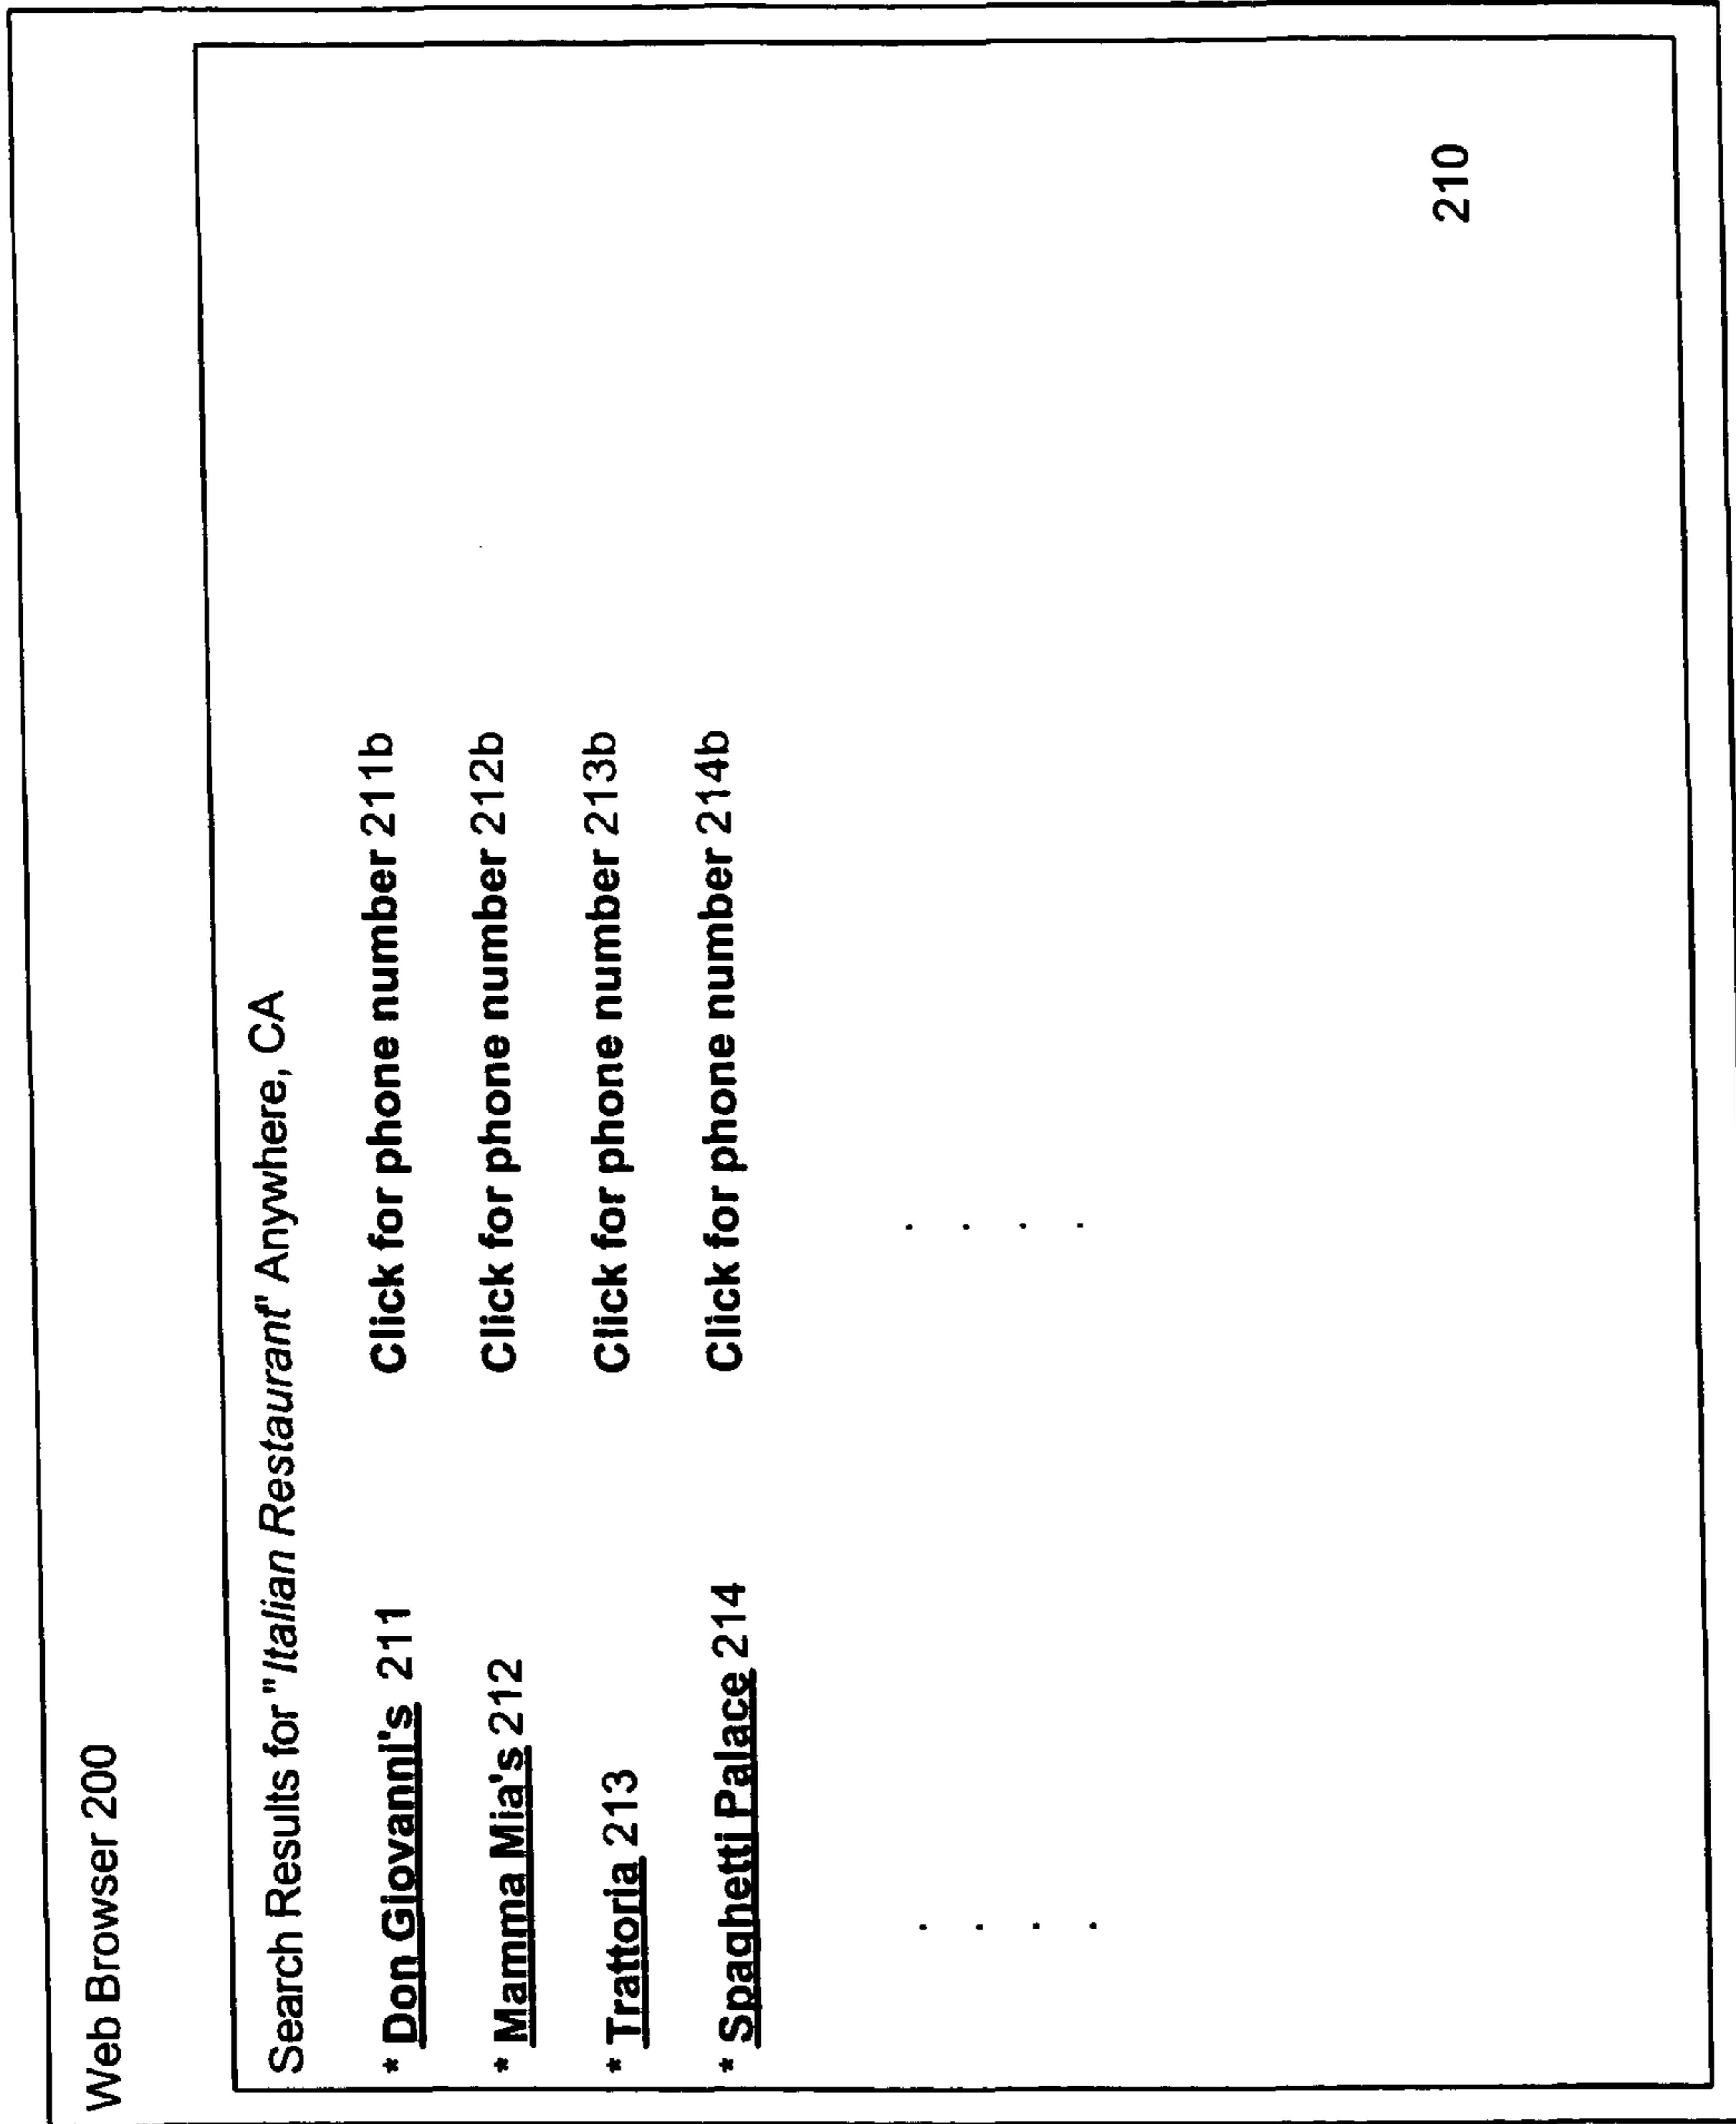 Web Browser 200
Search Results for "Italian Restaurant" Anywhere, CA
* Don Giovanni's 211 Click for phone number 211b
* Mamma Mia's 212 Click for phone number 212b
* Trattoria 213 Click for phone number 213b
* Spaghetti Palace 214 Click for phone number 214b
. . . . . . . .
210